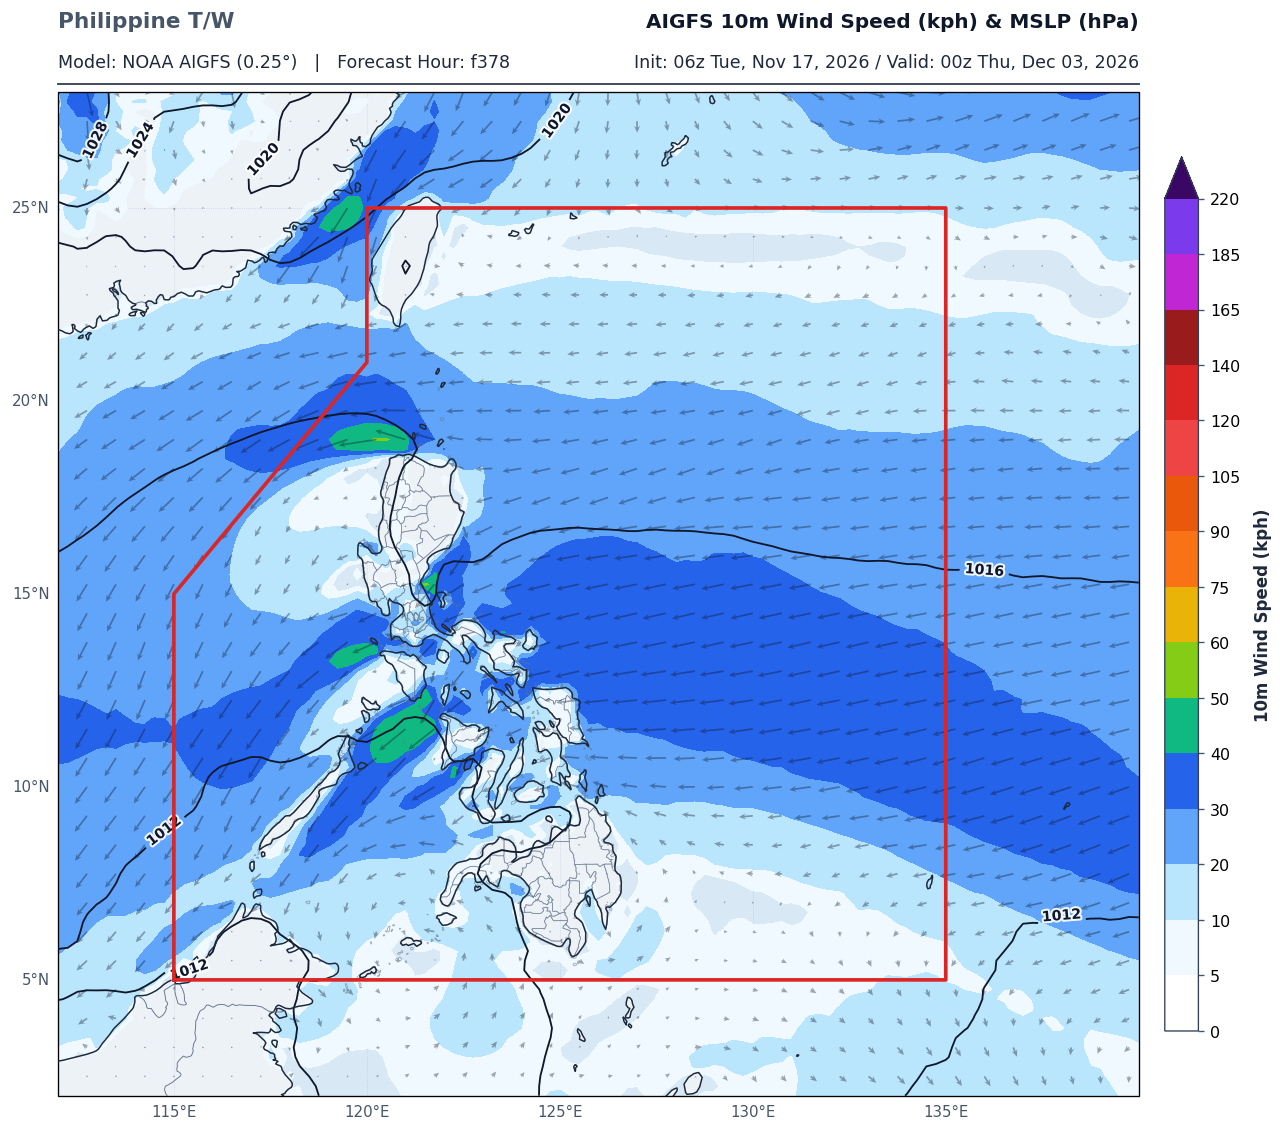 Philippine T/W
AIGFS 10m Wind Speed (kph) & MSLP (hPa)
Model: NOAA AIGFS (0.25°)   |   Forecast Hour: f378
Init: 06z Tue, Nov 17, 2026 / Valid: 00z Thu, Dec 03, 2026
1028
1024
1020
1020
1016
1012
1012
1012
25°N
20°N
15°N
10°N
5°N
115°E
120°E
125°E
130°E
135°E
220
185
165
140
120
105
90
75
60
50
40
30
20
10
5
0
10m Wind Speed (kph)